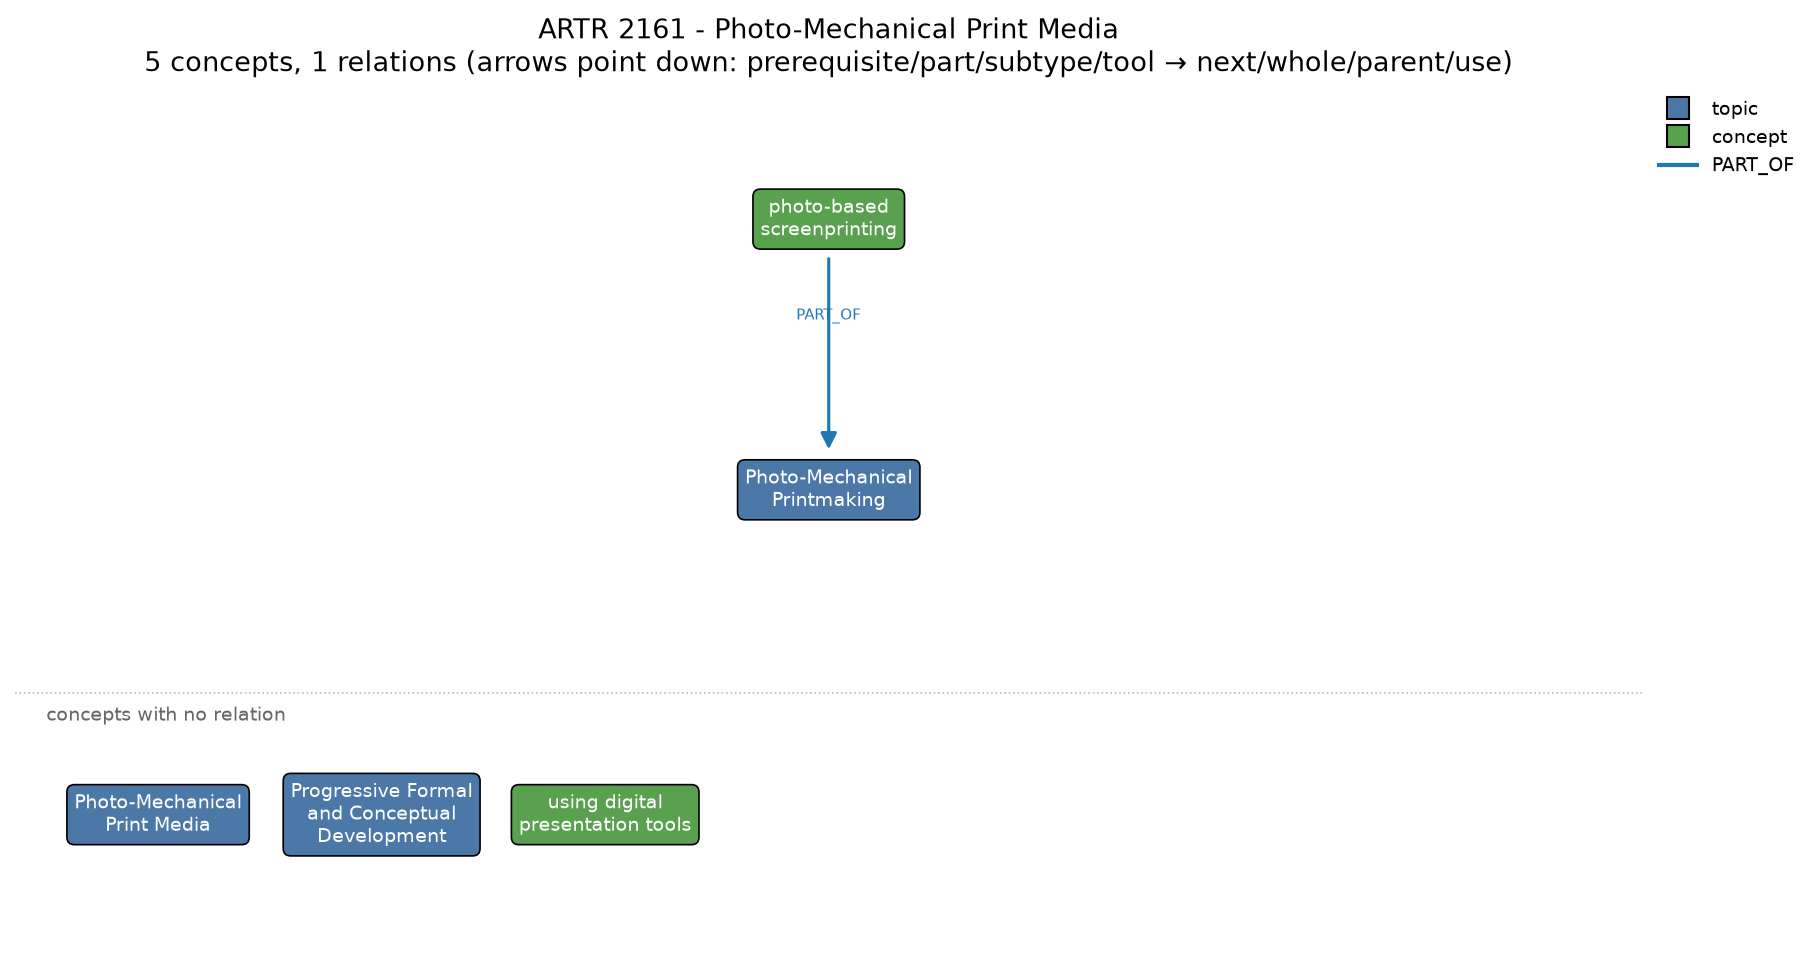 ARTR 2161 - Photo-Mechanical Print Media
5 concepts, 1 relations (arrows point down: prerequisite/part/subtype/tool → next/whole/parent/use)
topic
concept
PART_OF
photo-based
screenprinting
PART_OF
Photo-Mechanical
Printmaking
concepts with no relation
Photo-Mechanical
Print Media
Progressive Formal
and Conceptual
Development
using digital
presentation tools